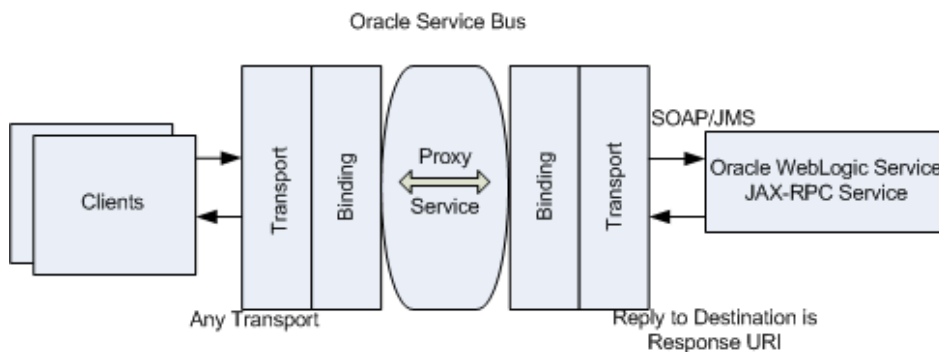 Oracle Service Bus
SOAP/JMS
Clients
Transport
Binding
Proxy
Service
Binding
Transport
Oracle WebLogic Service
JAX-RPC Service
Any Transport
Reply to Destination is
Response URI